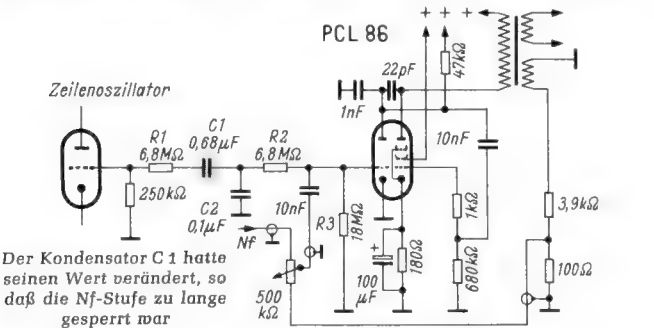 PCL 86
+ + +
22pF
47kΩ
1nF
Zeilenoszillator
R1
6,8MΩ
C1
0,68µF
R2
6,8MΩ
10nF
250kΩ
C2
0,1µF
10nF
R3
18MΩ
1kΩ
3,9kΩ
Nf
+
100
µF
180Ω
680kΩ
100Ω
500
kΩ
Der Kondensator C 1 hatte
seinen Wert verändert, so
daß die Nf-Stufe zu lange
gesperrt war